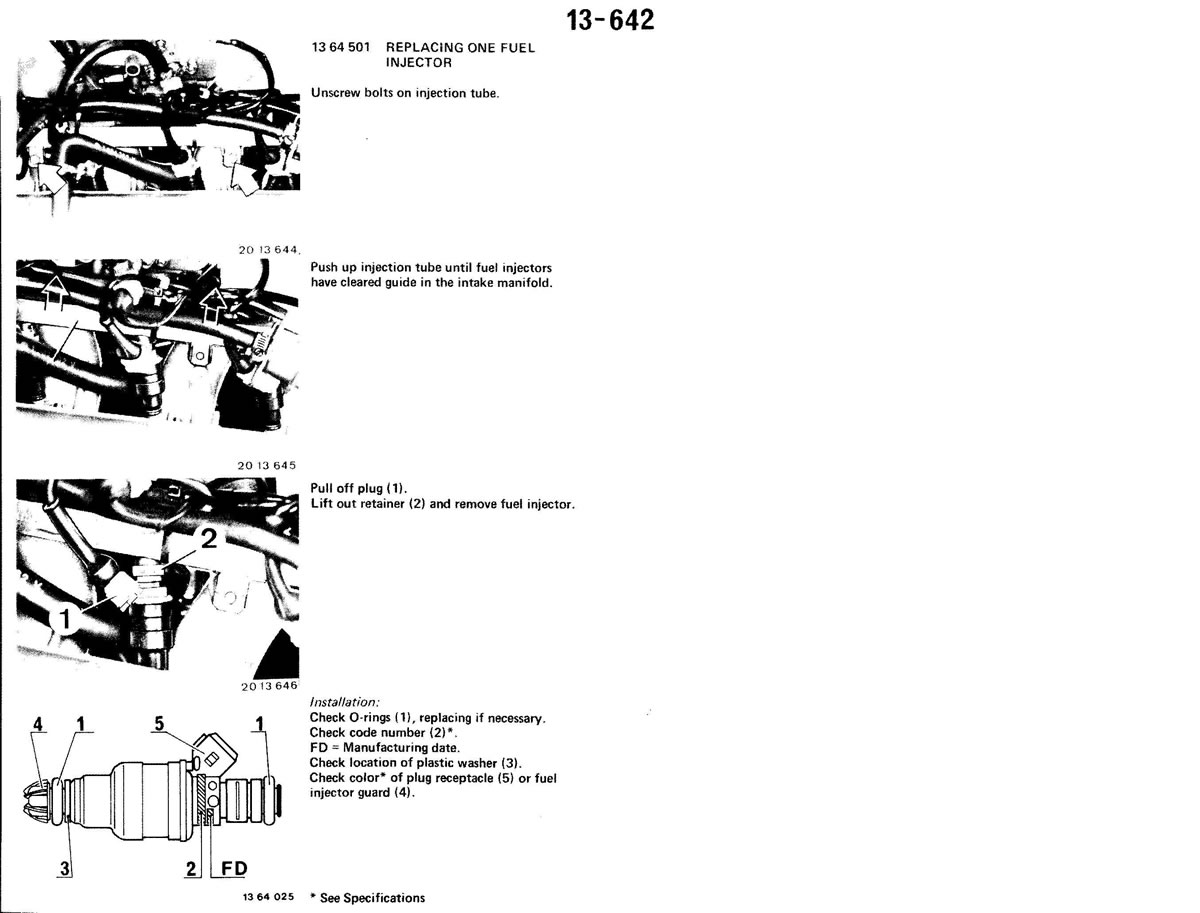 13-642
13 64 501 REPLACING ONE FUEL
INJECTOR
Unscrew bolts on injection tube.
20 13 644
Push up injection tube until fuel injectors
have cleared guide in the intake manifold.
20 13 645
Pull off plug (1).
Lift out retainer (2) and remove fuel injector.
2
1
20 13 646
Installation:
Check O-rings (1), replacing if necessary.
Check code number (2)*.
FD = Manufacturing date.
Check location of plastic washer (3).
Check color* of plug receptacle (5) or fuel
injector guard (4).
4 1 5 1
3 2 FD
13 64 025
* See Specifications